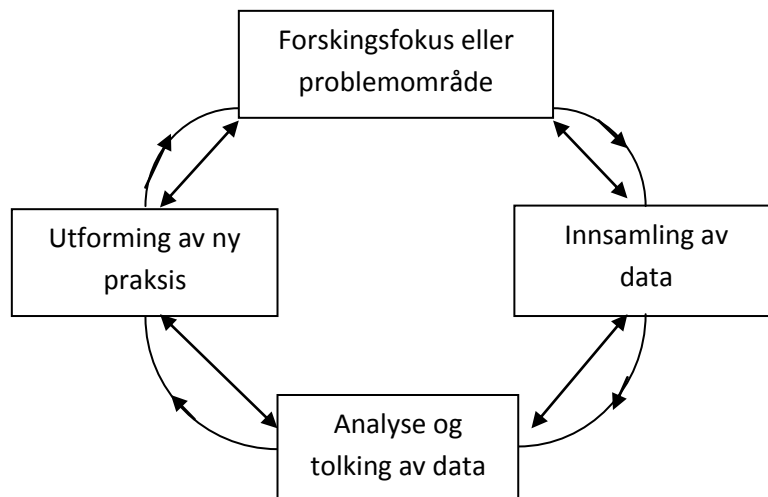 Forskingsfokus eller
problemområde
Utforming av ny
praksis
Innsamling av
data
Analyse og
tolking av data